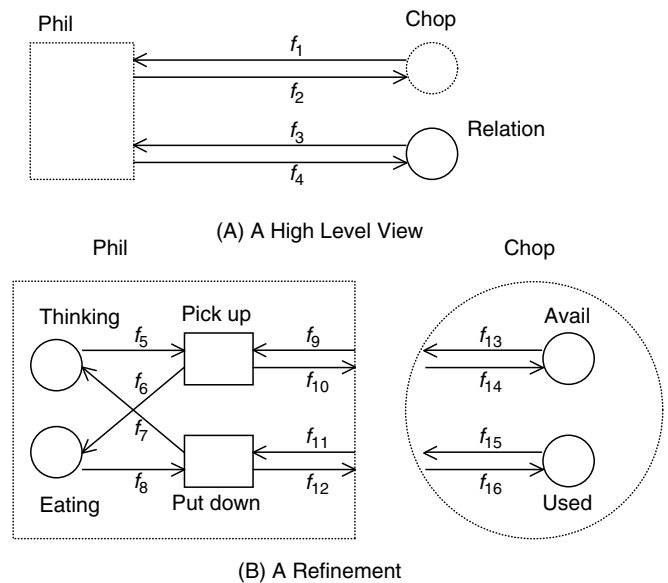 Phil
Chop
f1
f2
Relation
f3
f4
(A) A High Level View
Phil
Chop
Thinking
Pick up
Avail
f5
f9
f13
f6
f10
f14
f7
f11
f15
f8
f12
f16
Eating
Put down
Used
(B) A Refinement